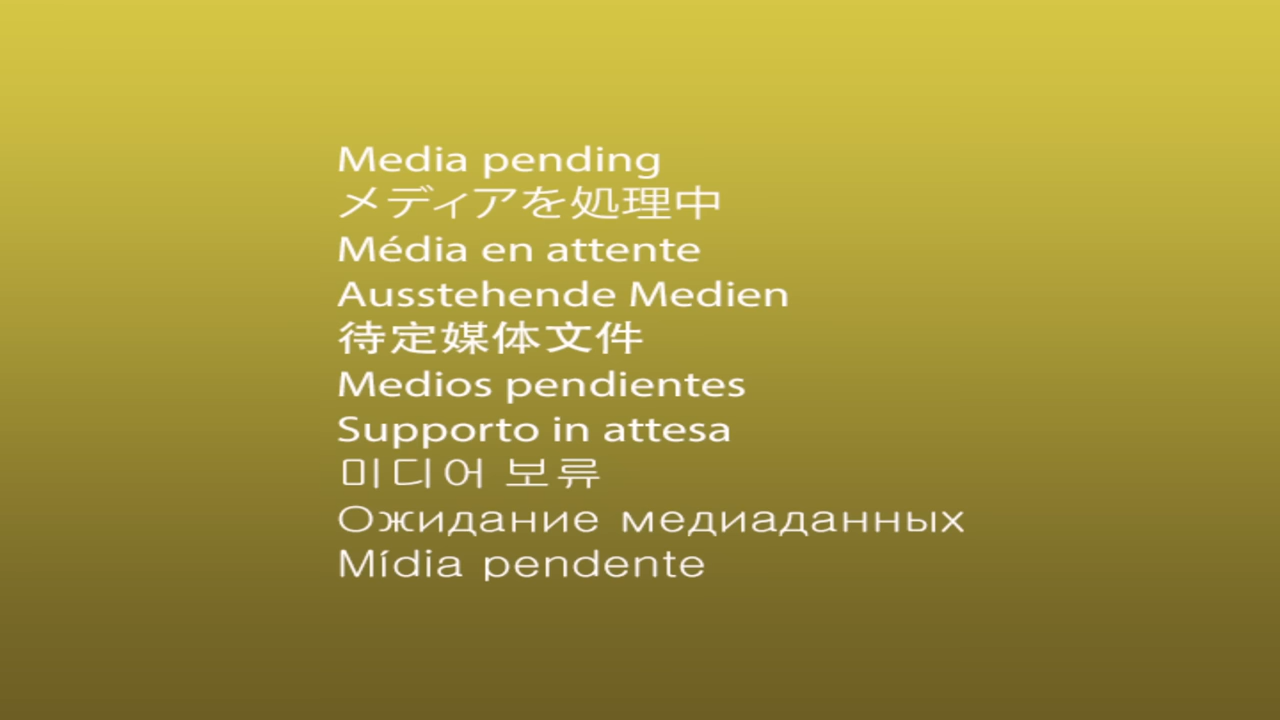 Media pending
メディアを処理中
Média en attente
Ausstehende Medien
待定媒体文件
Medios pendientes
Supporto in attesa
미디어 보류
Ожидание медиаданных
Mídia pendente